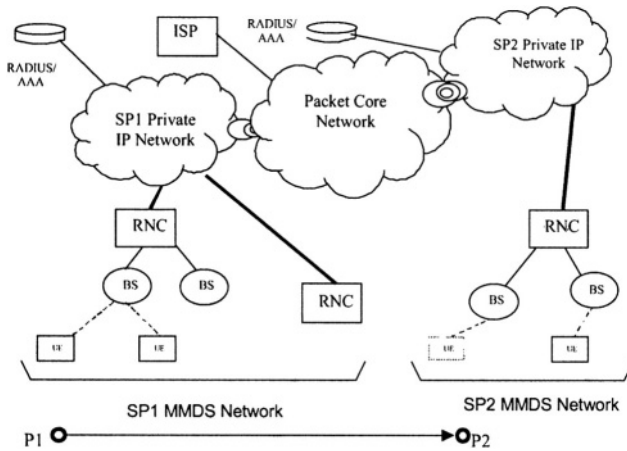 ISP
RADIUS/
AAA
SP2 Private IP
Network
RADIUS/
AAA
Packet Core
Network
SP1 Private
IP Network
RNC
RNC
BS
BS
RNC
BS
BS
UE
UE
UE
UE
SP1 MMDS Network
SP2 MMDS Network
P1
P2